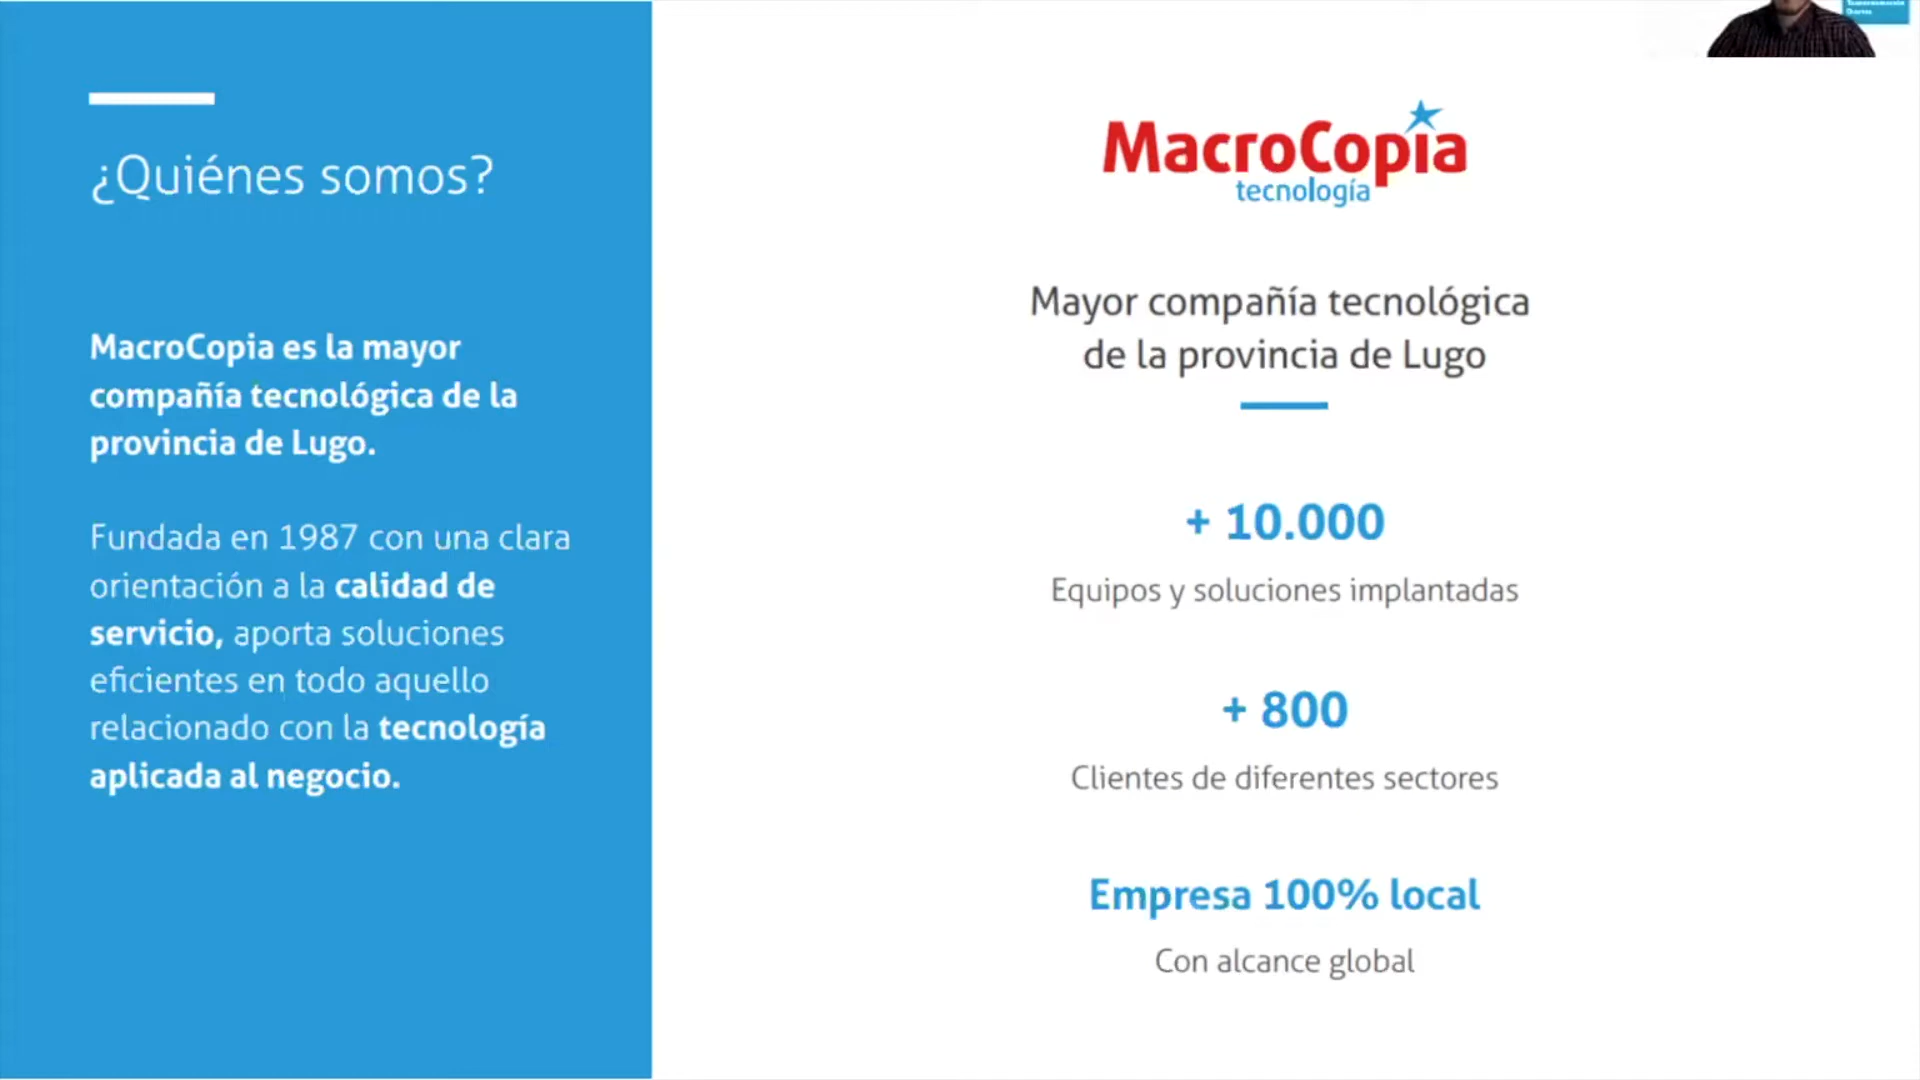 ¿Quiénes somos?
MacroCopia es la mayor
compañía tecnológica de la
provincia de Lugo.
Fundada en 1987 con una clara
orientación a la calidad de
servicio, aporta soluciones
eficientes en todo aquello
relacionado con la tecnología
aplicada al negocio.
MacroCopia
tecnología
Mayor compañía tecnológica
de la provincia de Lugo
+ 10.000
Equipos y soluciones implantadas
+ 800
Clientes de diferentes sectores
Empresa 100% local
Con alcance global